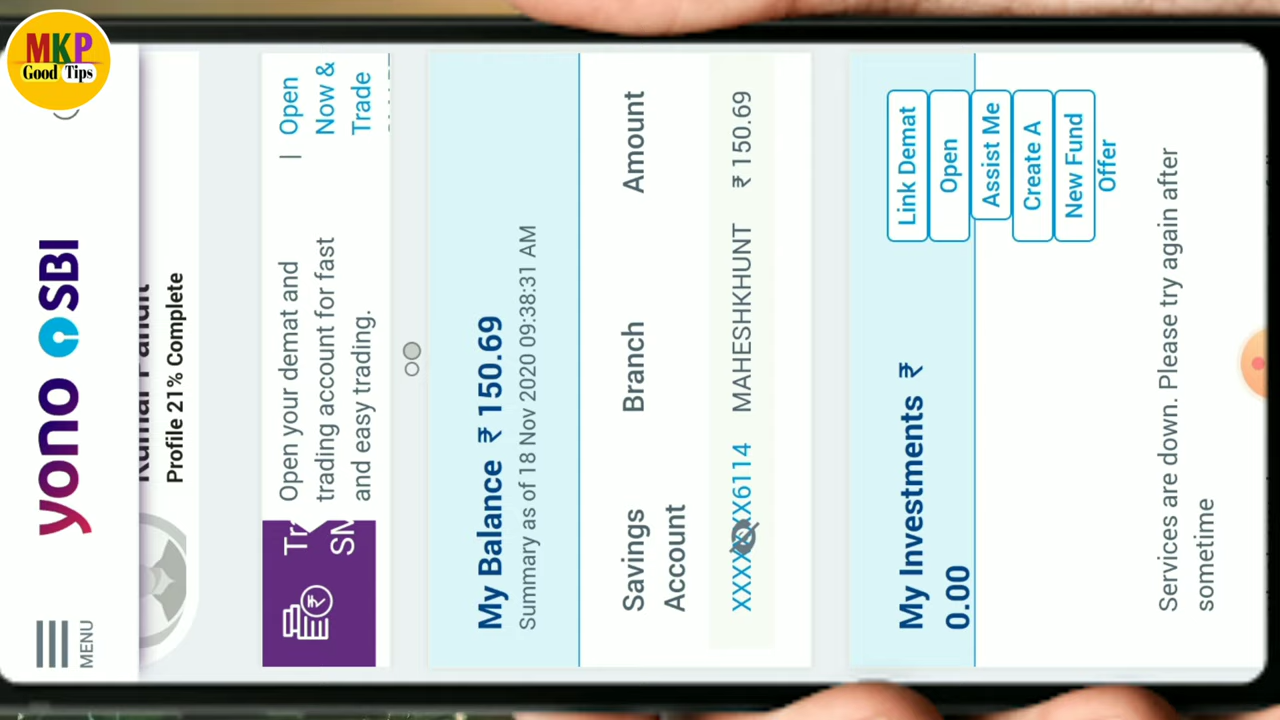 MKP
Good Tips
MENU
yono SBI
Profile 21% Complete
Open your demat and
trading account for fast
and easy trading.
| Open
Now &
Trade
My Balance ₹ 150.69
Summary as of 18 Nov 2020 09:38:31 AM
Savings
Account
Branch
Amount
6114
MAHESHKHUNT
₹ 150.69
My Investments ₹
0.00
Link Demat
Open
Assist Me
Create A
New Fund
Offer
Services are down. Please try again after
sometime